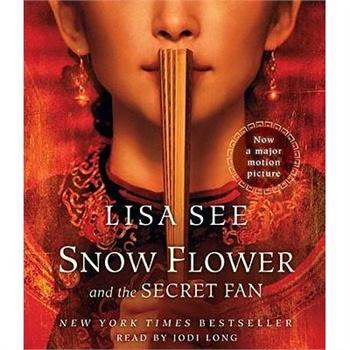 Now
a major
motion
picture
LISA SEE
SNOW FLOWER
and the SECRET FAN
NEW YORK TIMES BESTSELLER
READ BY JODI LONG